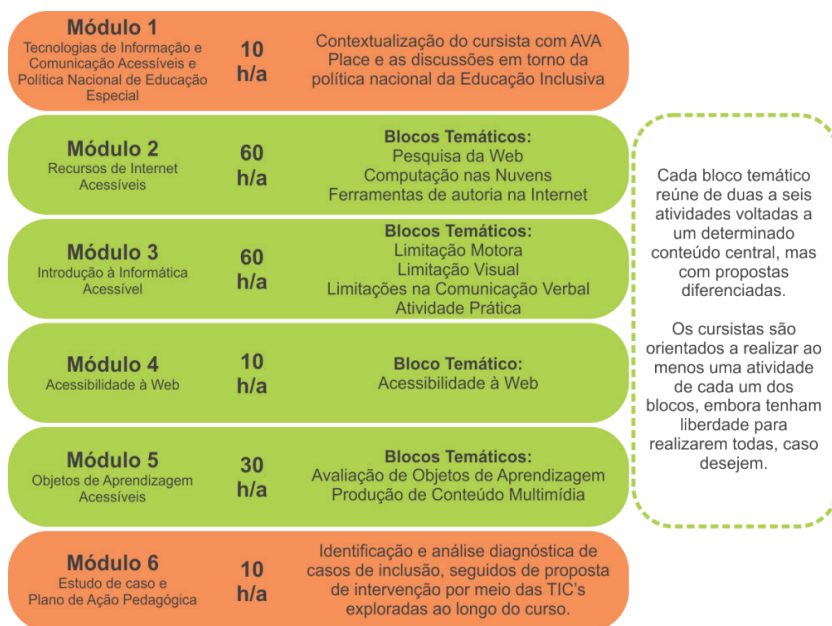 Módulo 1
Tecnologias de Informação e
Comunicação Acessíveis e
Política Nacional de Educação
Especial
10
h/a
Contextualização do cursista com AVA
Place e as discussões em torno da
política nacional da Educação Inclusiva
Módulo 2
Recursos de Internet
Acessíveis
60
h/a
Blocos Temáticos:
Pesquisa da Web
Computação nas Nuvens
Ferramentas de autoria na Internet
Módulo 3
Introdução à Informática
Acessível
60
h/a
Blocos Temáticos:
Limitação Motora
Limitação Visual
Limitações na Comunicação Verbal
Atividade Prática
Módulo 4
Acessibilidade à Web
10
h/a
Bloco Temático:
Acessibilidade à Web
Módulo 5
Objetos de Aprendizagem
Acessíveis
30
h/a
Blocos Temáticos:
Avaliação de Objetos de Aprendizagem
Produção de Conteúdo Multimídia
Módulo 6
Estudo de caso e
Plano de Ação Pedagógica
10
h/a
Identificação e análise diagnóstica de
casos de inclusão, seguidos de proposta
de intervenção por meio das TIC's
exploradas ao longo do curso.
Cada bloco temático
reúne de duas a seis
atividades voltadas a
um determinado
conteúdo central, mas
com propostas
diferenciadas.
Os cursistas são
orientados a realizar ao
menos uma atividade
de cada um dos
blocos, embora tenham
liberdade para
realizarem todas, caso
desejem.